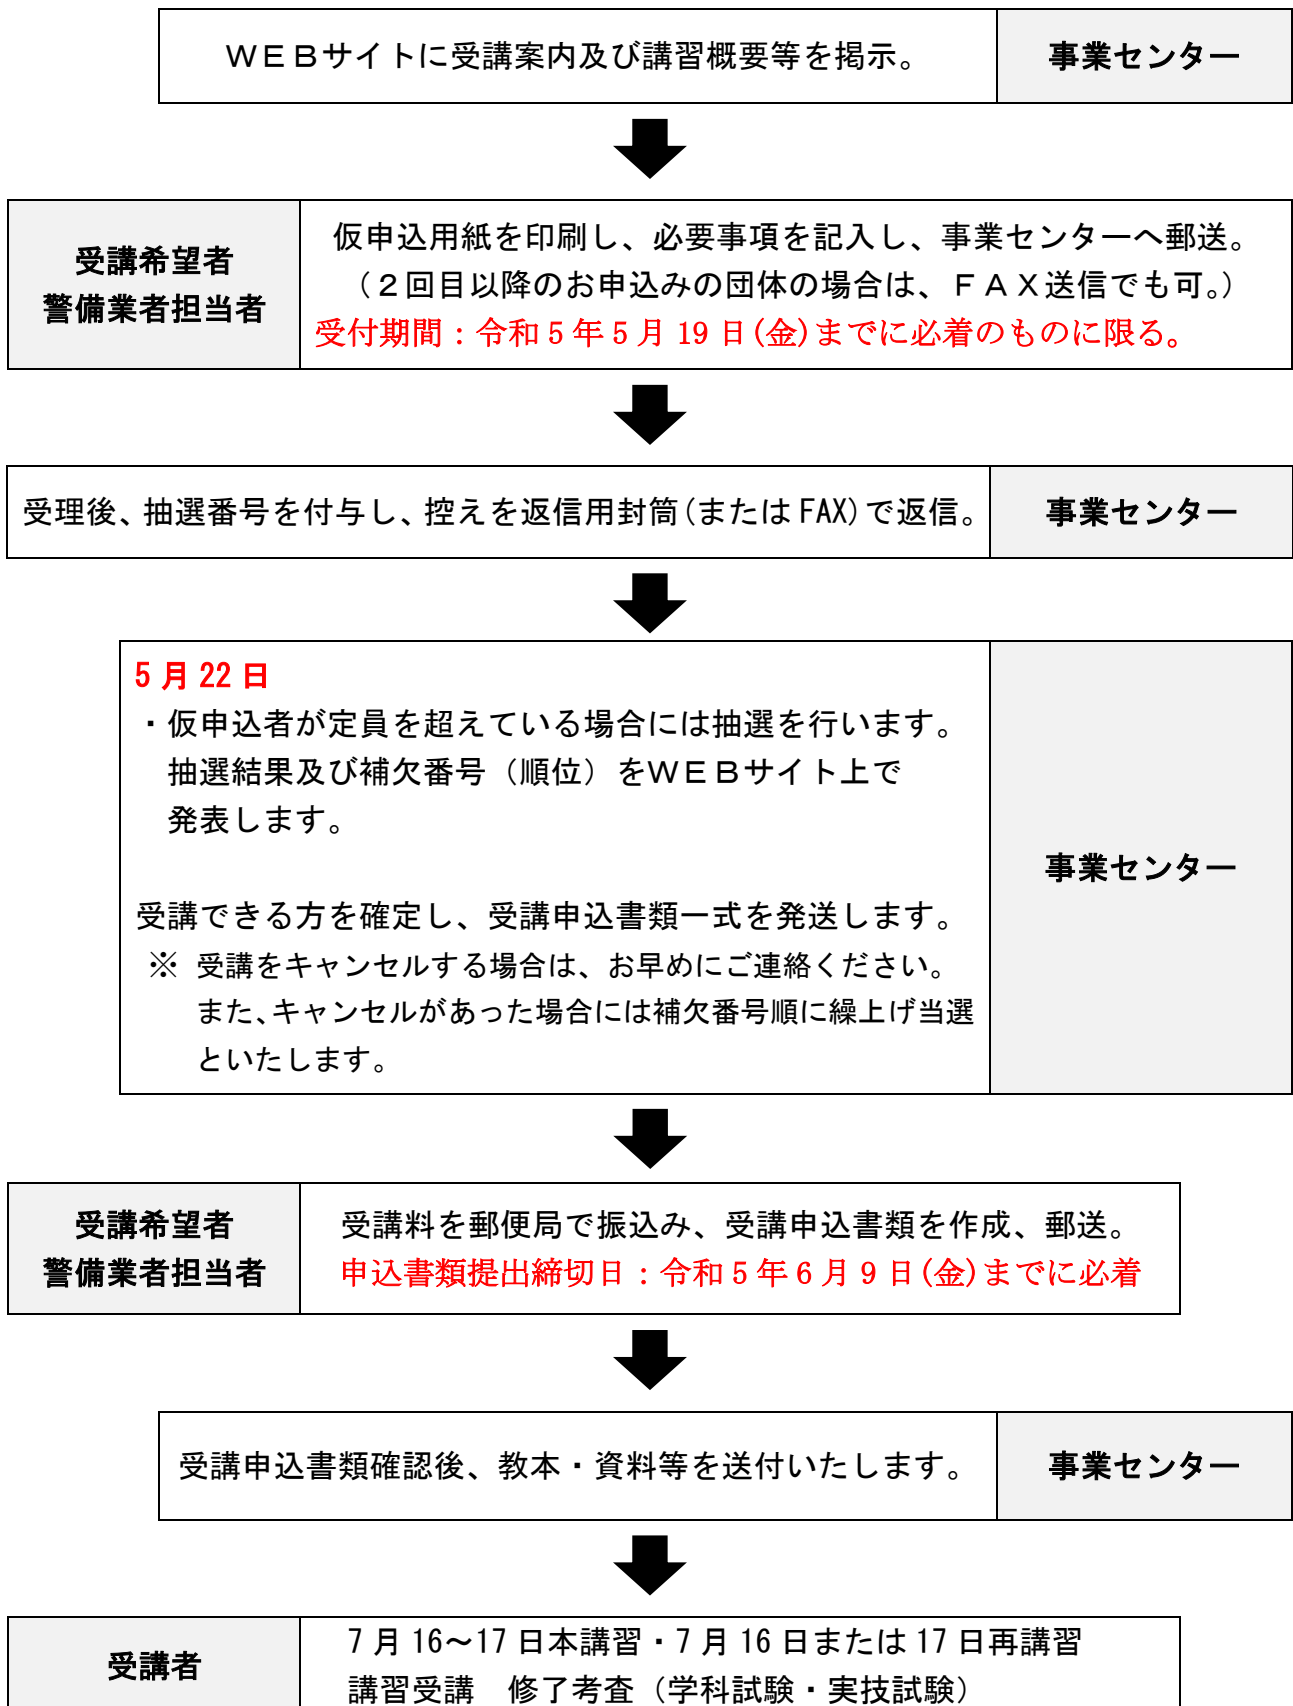 ＷＥＢサイトに受講案内及び講習概要等を掲示。
事業センター
受講希望者
警備業者担当者
仮申込用紙を印刷し、必要事項を記入し、事業センターへ郵送。
（２回目以降のお申込みの団体の場合は、ＦＡＸ送信でも可。）
受付期間：令和5年5月19日(金)までに必着のものに限る。
受理後、抽選番号を付与し、控えを返信用封筒(またはFAX)で返信。
事業センター
5月22日
・仮申込者が定員を超えている場合には抽選を行います。
抽選結果及び補欠番号（順位）をＷＥＢサイト上で
発表します。
受講できる方を確定し、受講申込書類一式を発送します。
※ 受講をキャンセルする場合は、お早めにご連絡ください。
また、キャンセルがあった場合には補欠番号順に繰上げ当選
といたします。
事業センター
受講希望者
警備業者担当者
受講料を郵便局で振込み、受講申込書類を作成、郵送。
申込書類提出締切日：令和5年6月9日(金)までに必着
受講申込書類確認後、教本・資料等を送付いたします。
事業センター
受講者
7月16～17日本講習・7月16日または17日再講習
講習受講　修了考査（学科試験・実技試験）